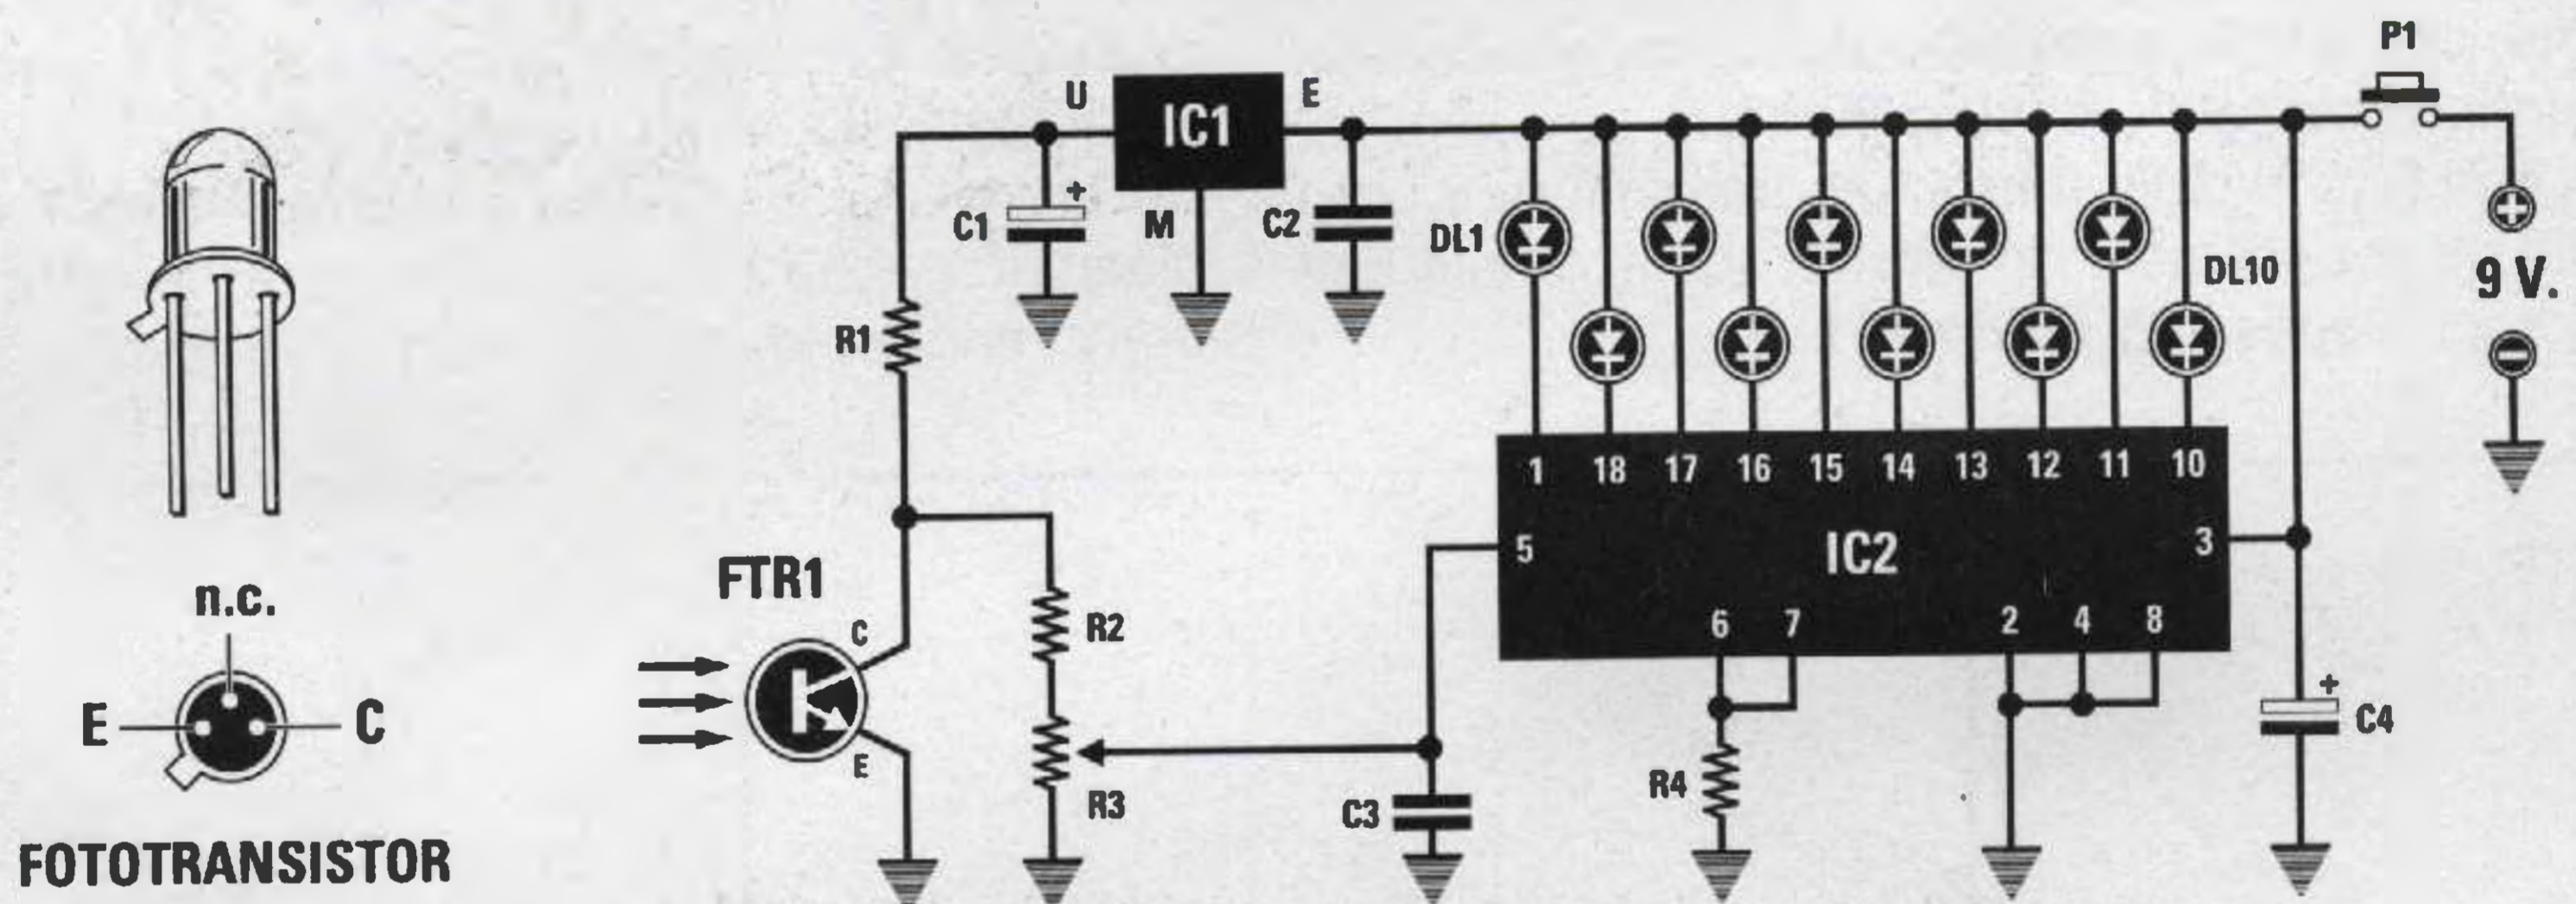 P1
U
IC1
E
C1
+
M
C2
DL1
DL10
+
9 V.
-
R1
1 18 17 16 15 14 13 12 11 10
5
IC2
3
6 7
2 4 8
FTR1
C
E
R2
R3
C3
R4
+
C4
n.c.
E
C
FOTOTRANSISTOR